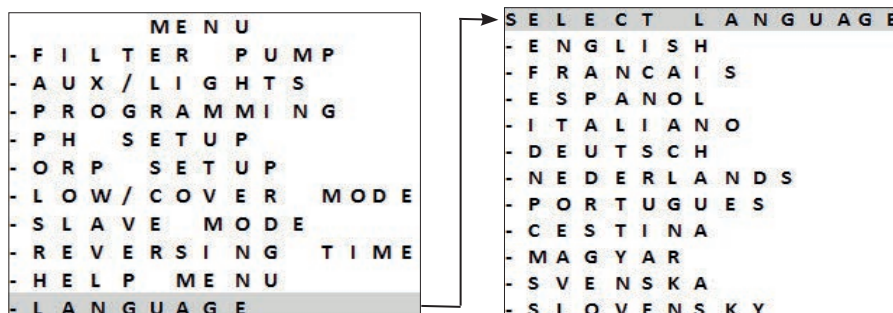 MENU
- FILTER PUMP
- AUX/LIGHTS
- PROGRAMMING
- PH SETUP
- ORP SETUP
- LOW/COVER MODE
- SLAVE MODE
- REVERSING TIME
- HELP MENU
- LANGUAGE
SELECT LANGUAGE
- ENGLISH
- FRANCAIS
- ESPANOL
- ITALIANO
- DEUTSCH
- NEDERLANDS
- PORTUGUES
- CESTINA
- MAGYAR
- SVENSKA
- SLOVENSKY